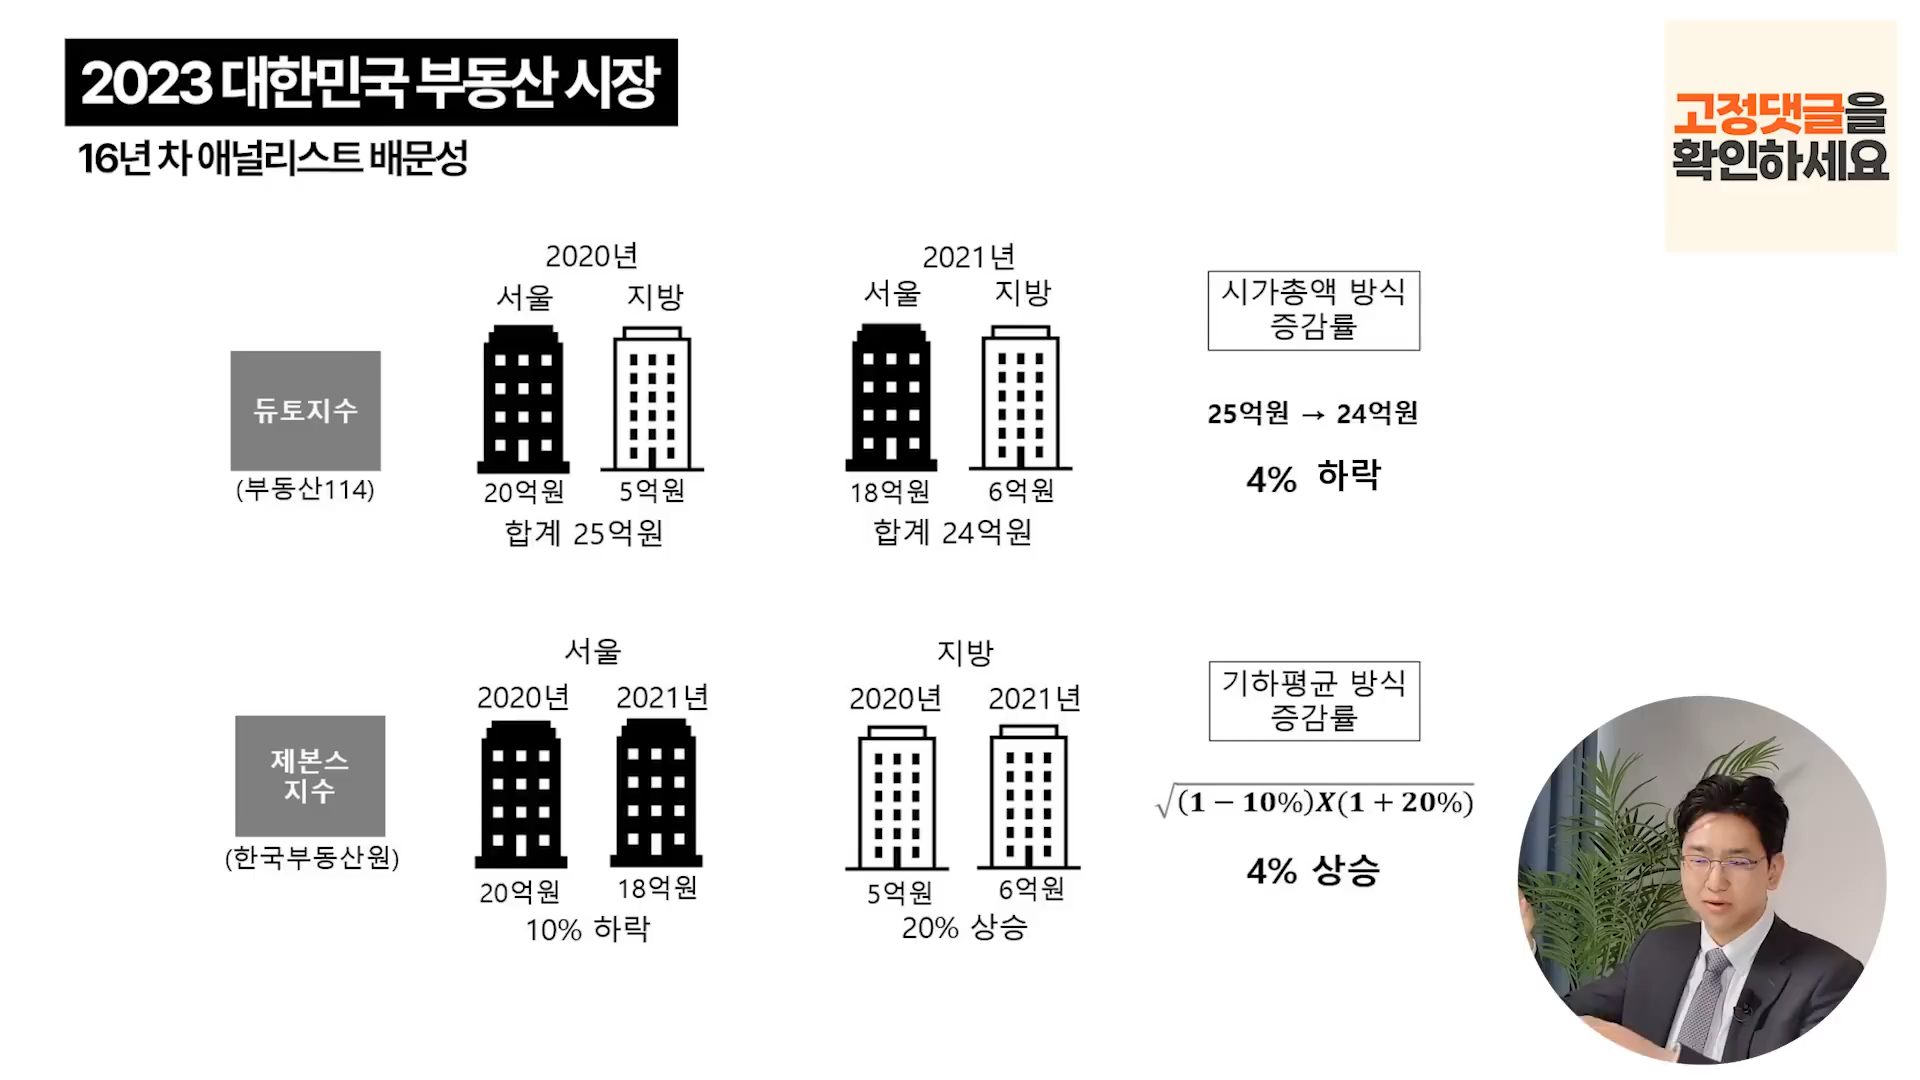 2023 대한민국 부동산 시장
16년 차 애널리스트 배문성
고정댓글을
확인하세요
2020년
서울 지방
2021년
서울 지방
시가총액 방식
증감률
듀토지수
(부동산114)
20억원 5억원
합계 25억원
18억원 6억원
합계 24억원
25억원 → 24억원
4% 하락
서울
2020년 2021년
지방
2020년 2021년
기하평균 방식
증감률
제본스
지수
(한국부동산원)
20억원 18억원
10% 하락
5억원 6억원
20% 상승
√(1 − 10%)X(1 + 20%)
4% 상승